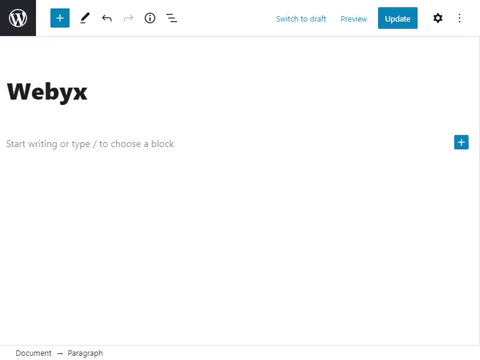 Switch to draft Preview Update
Webyx
Start writing or type / to choose a block
Document → Paragraph